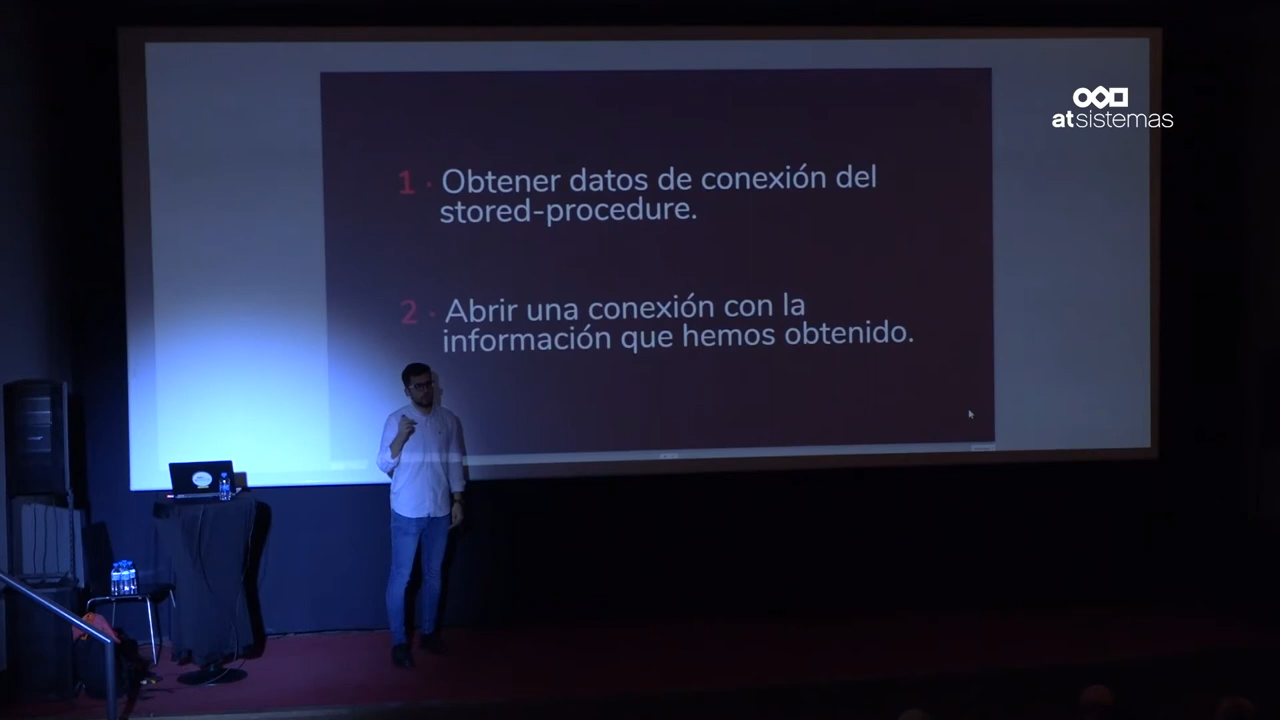 atsistemas
1 · Obtener datos de conexión del
stored-procedure.
2 · Abrir una conexión con la
información que hemos obtenido.